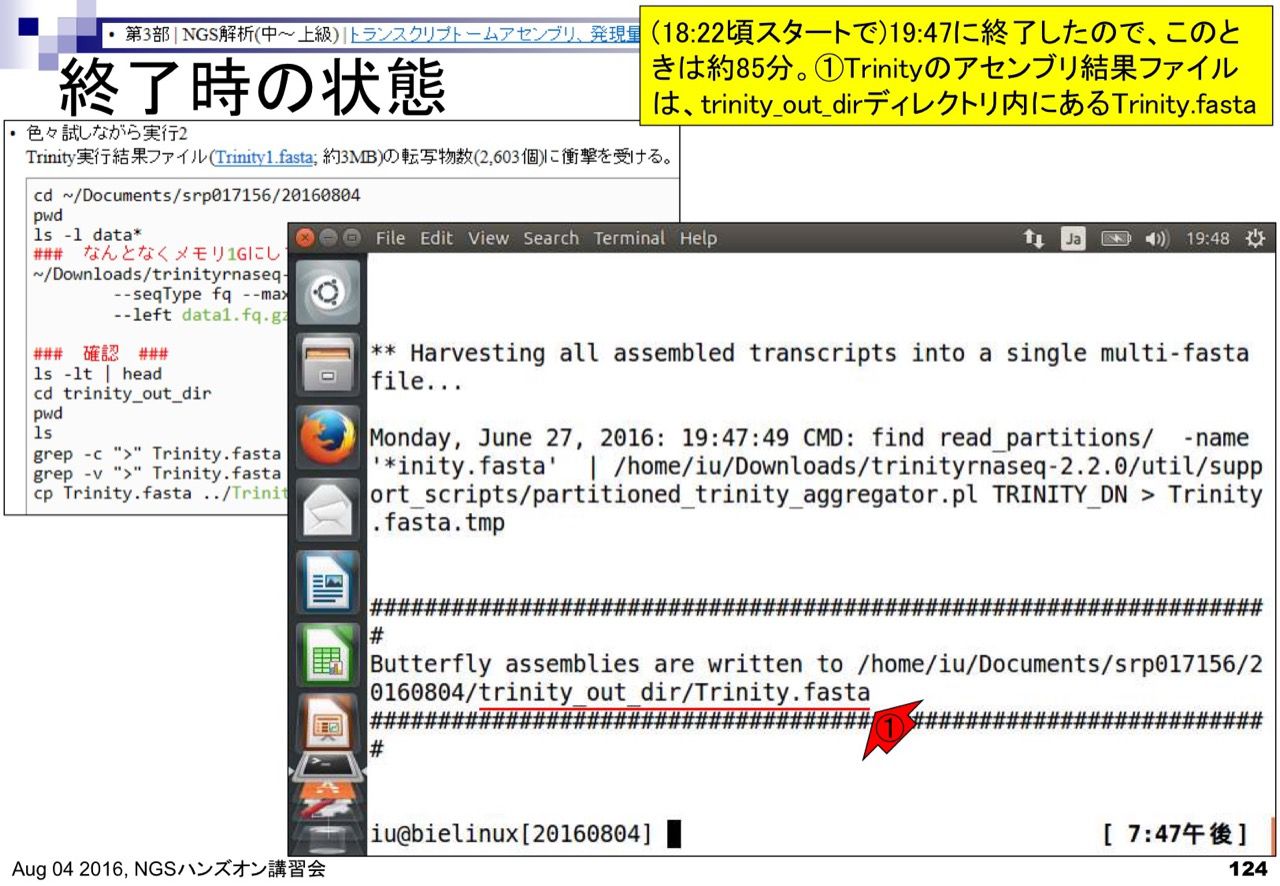 • 第3部 | NGS解析(中～上級) | トランスクリプトームアセンブリ、発現量
(18:22頃スタートで)19:47に終了したので、このと
きは約85分。①Trinityのアセンブリ結果ファイル
は、trinity_out_dirディレクトリ内にあるTrinity.fasta
終了時の状態
• 色々試しながら実行2
Trinity実行結果ファイル(Trinity1.fasta; 約3MB)の転写物数(2,603個)に衝撃を受ける。
cd ~/Documents/srp017156/20160804
pwd
ls -l data*
### なんとなくメモリ1Gにし
~/Downloads/trinityrnaseq-
--seqType fq --max
--left data1.fq.gz
### 確認 ###
ls -lt | head
cd trinity_out_dir
pwd
ls
grep -c ">" Trinity.fasta
grep -v ">" Trinity.fasta
cp Trinity.fasta ../Trinit
File Edit View Search Terminal Help
Ja 19:48
** Harvesting all assembled transcripts into a single multi-fasta
file...
Monday, June 27, 2016: 19:47:49 CMD: find read_partitions/  -name
'*inity.fasta'  | /home/iu/Downloads/trinityrnaseq-2.2.0/util/supp
ort_scripts/partitioned_trinity_aggregator.pl TRINITY_DN > Trinity
.fasta.tmp
##################################################################
#
Butterfly assemblies are written to /home/iu/Documents/srp017156/2
0160804/trinity_out_dir/Trinity.fasta
##################################################################
#
①
iu@bielinux[20160804] [ 7:47午後]
Aug 04 2016, NGSハンズオン講習会
124